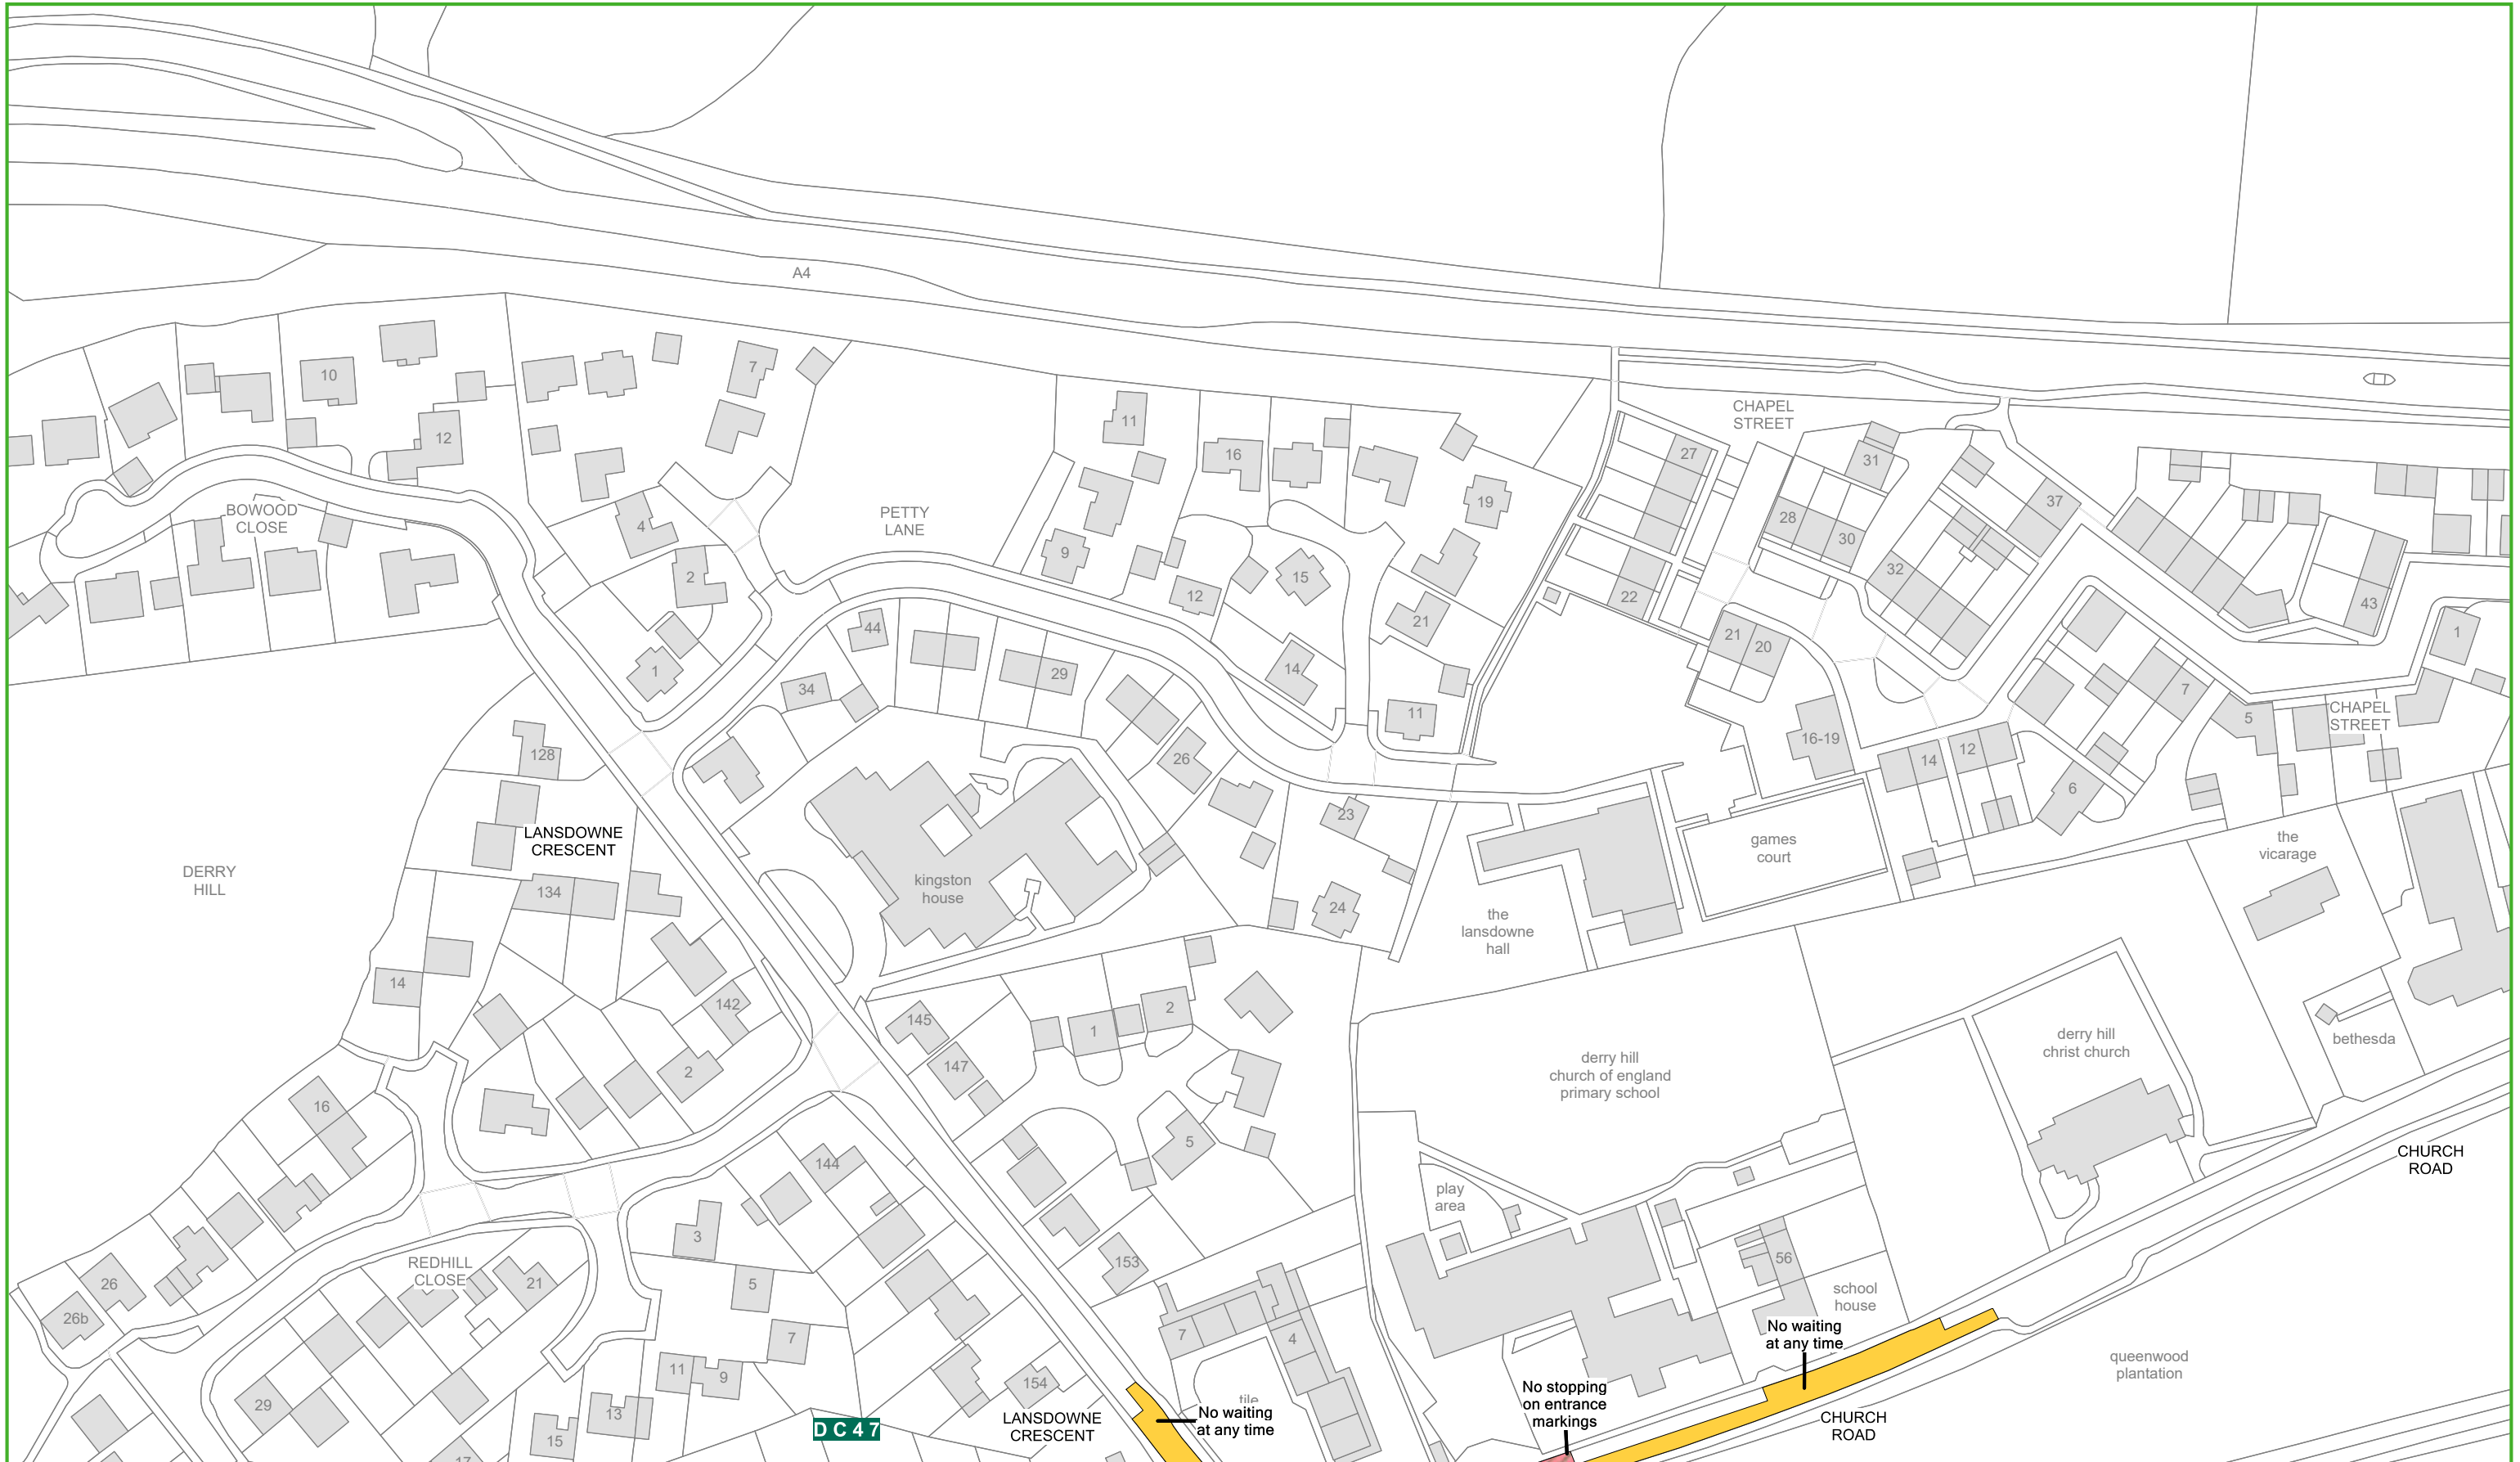 A4
7
10
12
11
16
19
CHAPEL
STREET
27
31
28
30
37
32
22
43
1
BOWOOD
CLOSE
PETTY
LANE
4
2
9
12
15
21
21
20
44
1
34
29
14
11
7
5
CHAPEL
STREET
128
26
16-19
14
12
6
LANSDOWNE
CRESCENT
DERRY
HILL
134
kingston
house
23
24
the
lansdowne
hall
games
court
the
vicarage
14
142
145
147
1
2
2
derry hill
church of england
primary school
derry hill
christ church
bethesda
16
144
5
CHURCH
ROAD
3
153
play
area
56
school
house
26
26b
REDHILL
CLOSE
21
5
7
7
4
No waiting
at any time
queenwood
plantation
11
9
154
29
13
15
17
D C 4 7
LANSDOWNE
CRESCENT
tile
No waiting
at any time
No stopping
on entrance
markings
CHURCH
ROAD